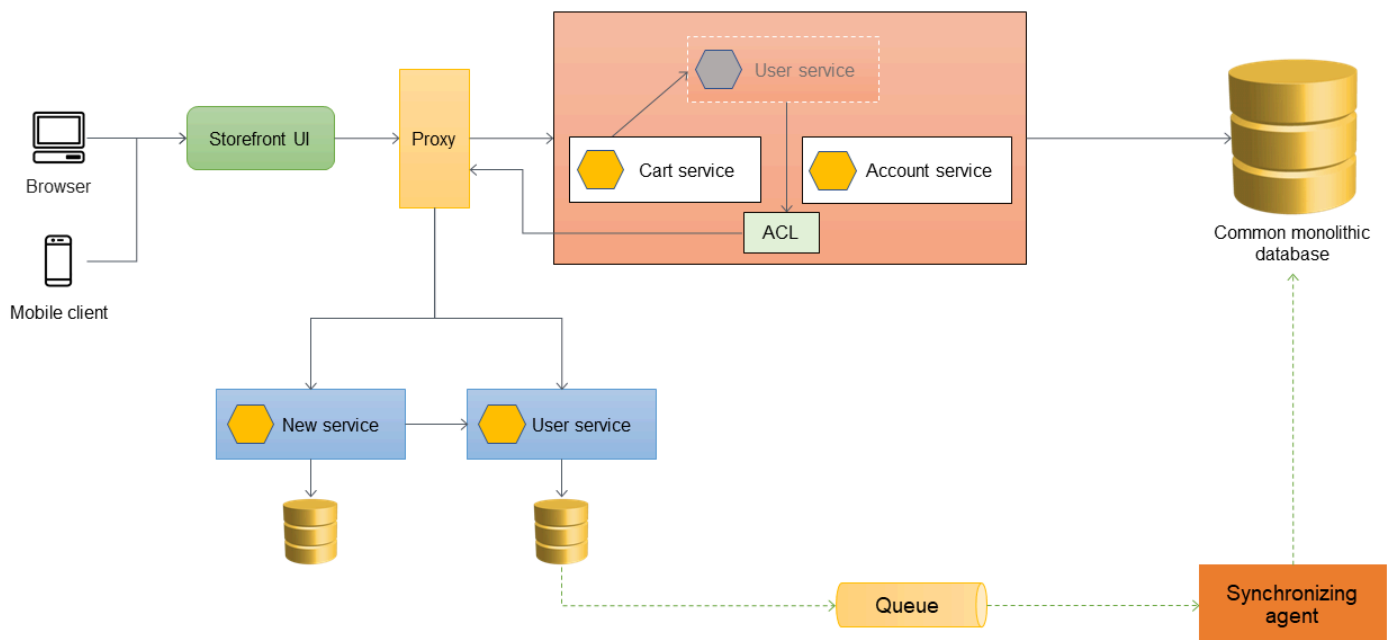 User service
Storefront UI
Proxy
Browser
Cart service
Account service
ACL
Common monolithic
database
Mobile client
New service
User service
Queue
Synchronizing
agent